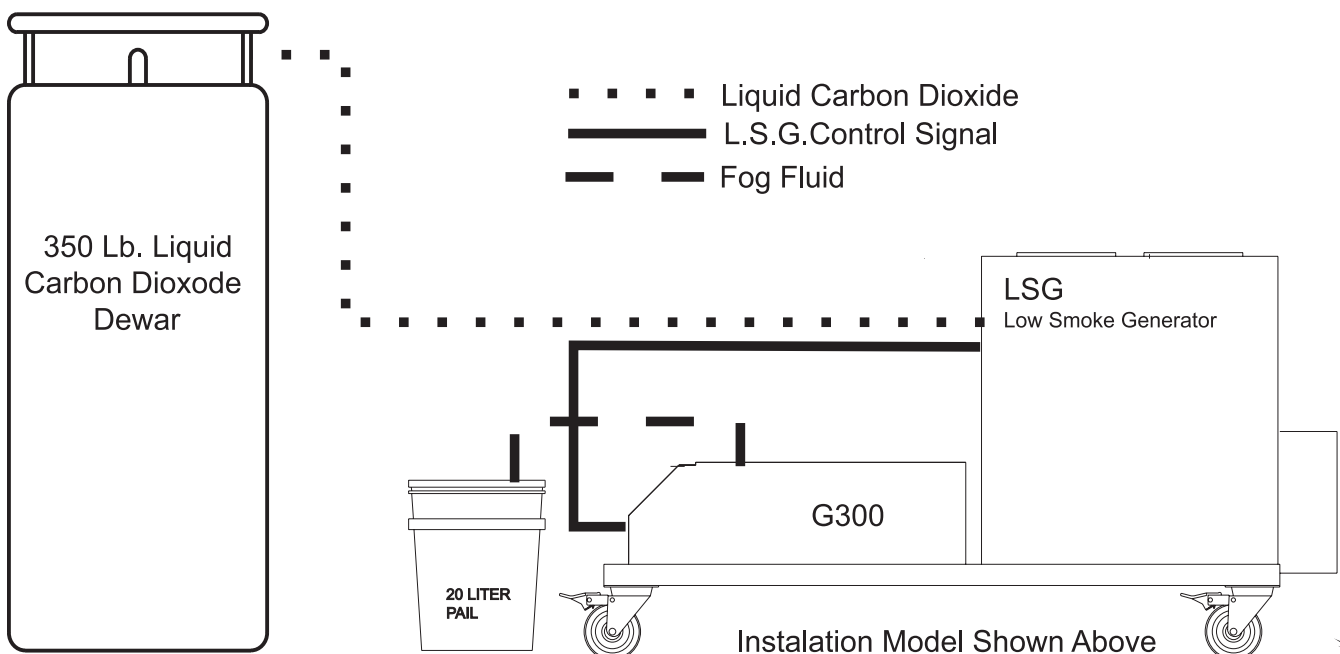 Liquid Carbon Dioxide
L.S.G.Control Signal
Fog Fluid
350 Lb. Liquid
Carbon Dioxode
Dewar
LSG
Low Smoke Generator
G300
20 LITER
PAIL
Instalation Model Shown Above